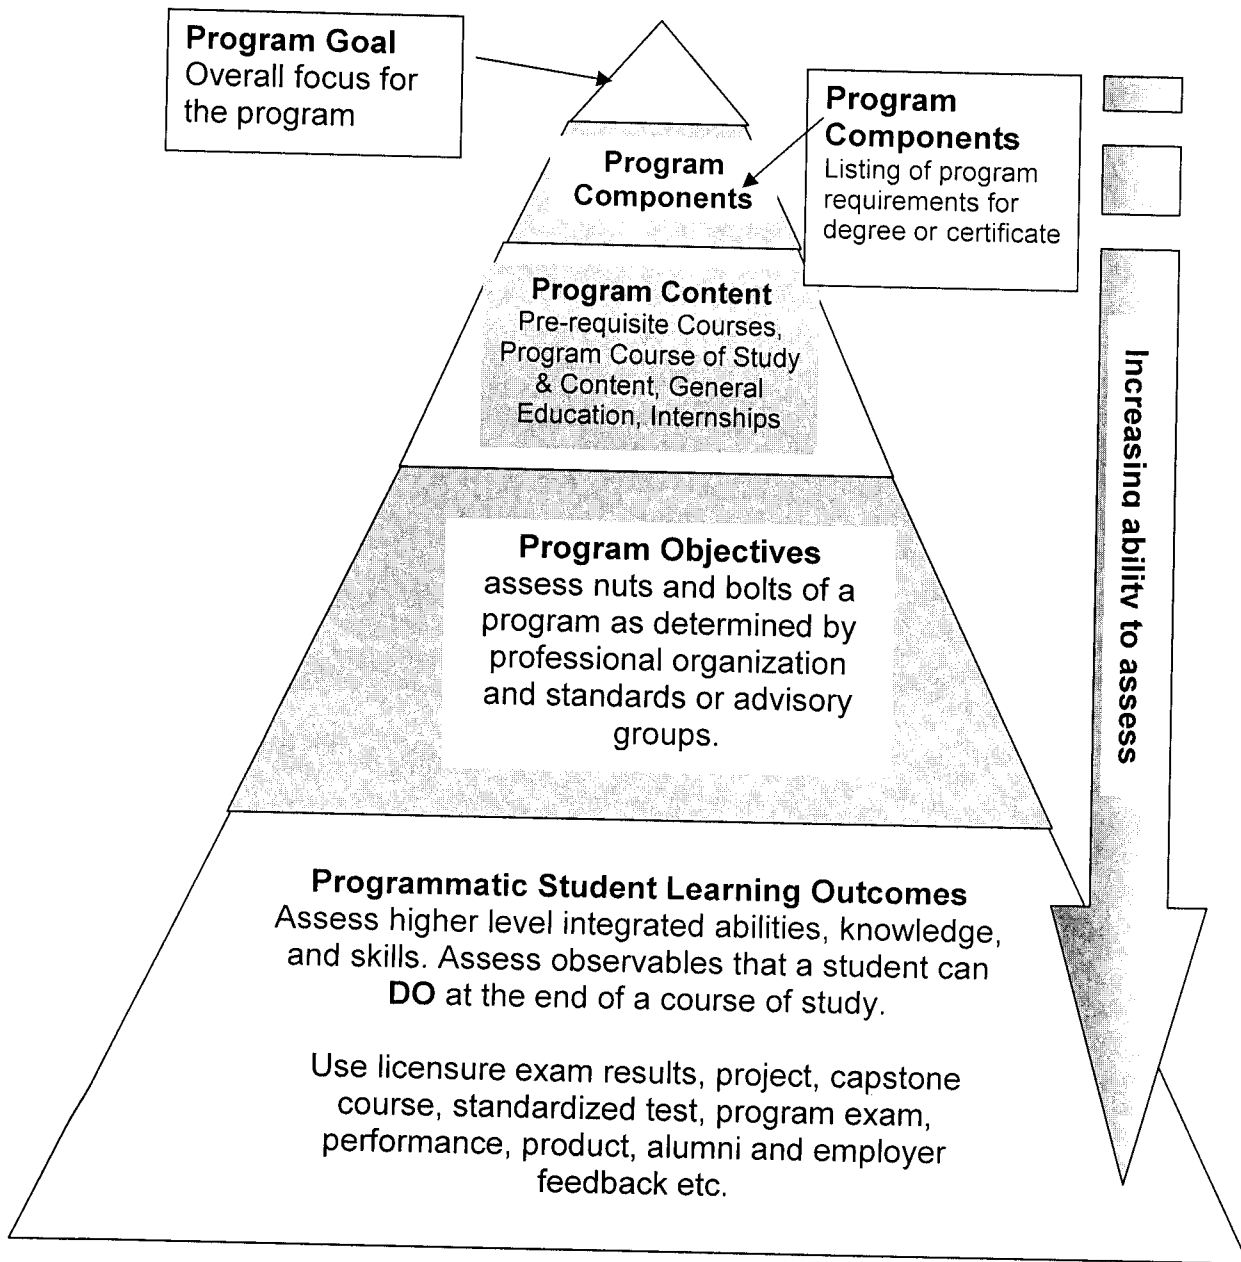 Program Goal
Overall focus for
the program
Program
Components
Program
Components
Listing of program
requirements for
degree or certificate
Program Content
Pre-requisite Courses,
Program Course of Study
& Content, General
Education, Internships
Program Objectives
assess nuts and bolts of a
program as determined by
professional organization
and standards or advisory
groups.
Increasing ability to assess
Programmatic Student Learning Outcomes
Assess higher level integrated abilities, knowledge,
and skills. Assess observables that a student can
DO at the end of a course of study.
Use licensure exam results, project, capstone
course, standardized test, program exam,
performance, product, alumni and employer
feedback etc.